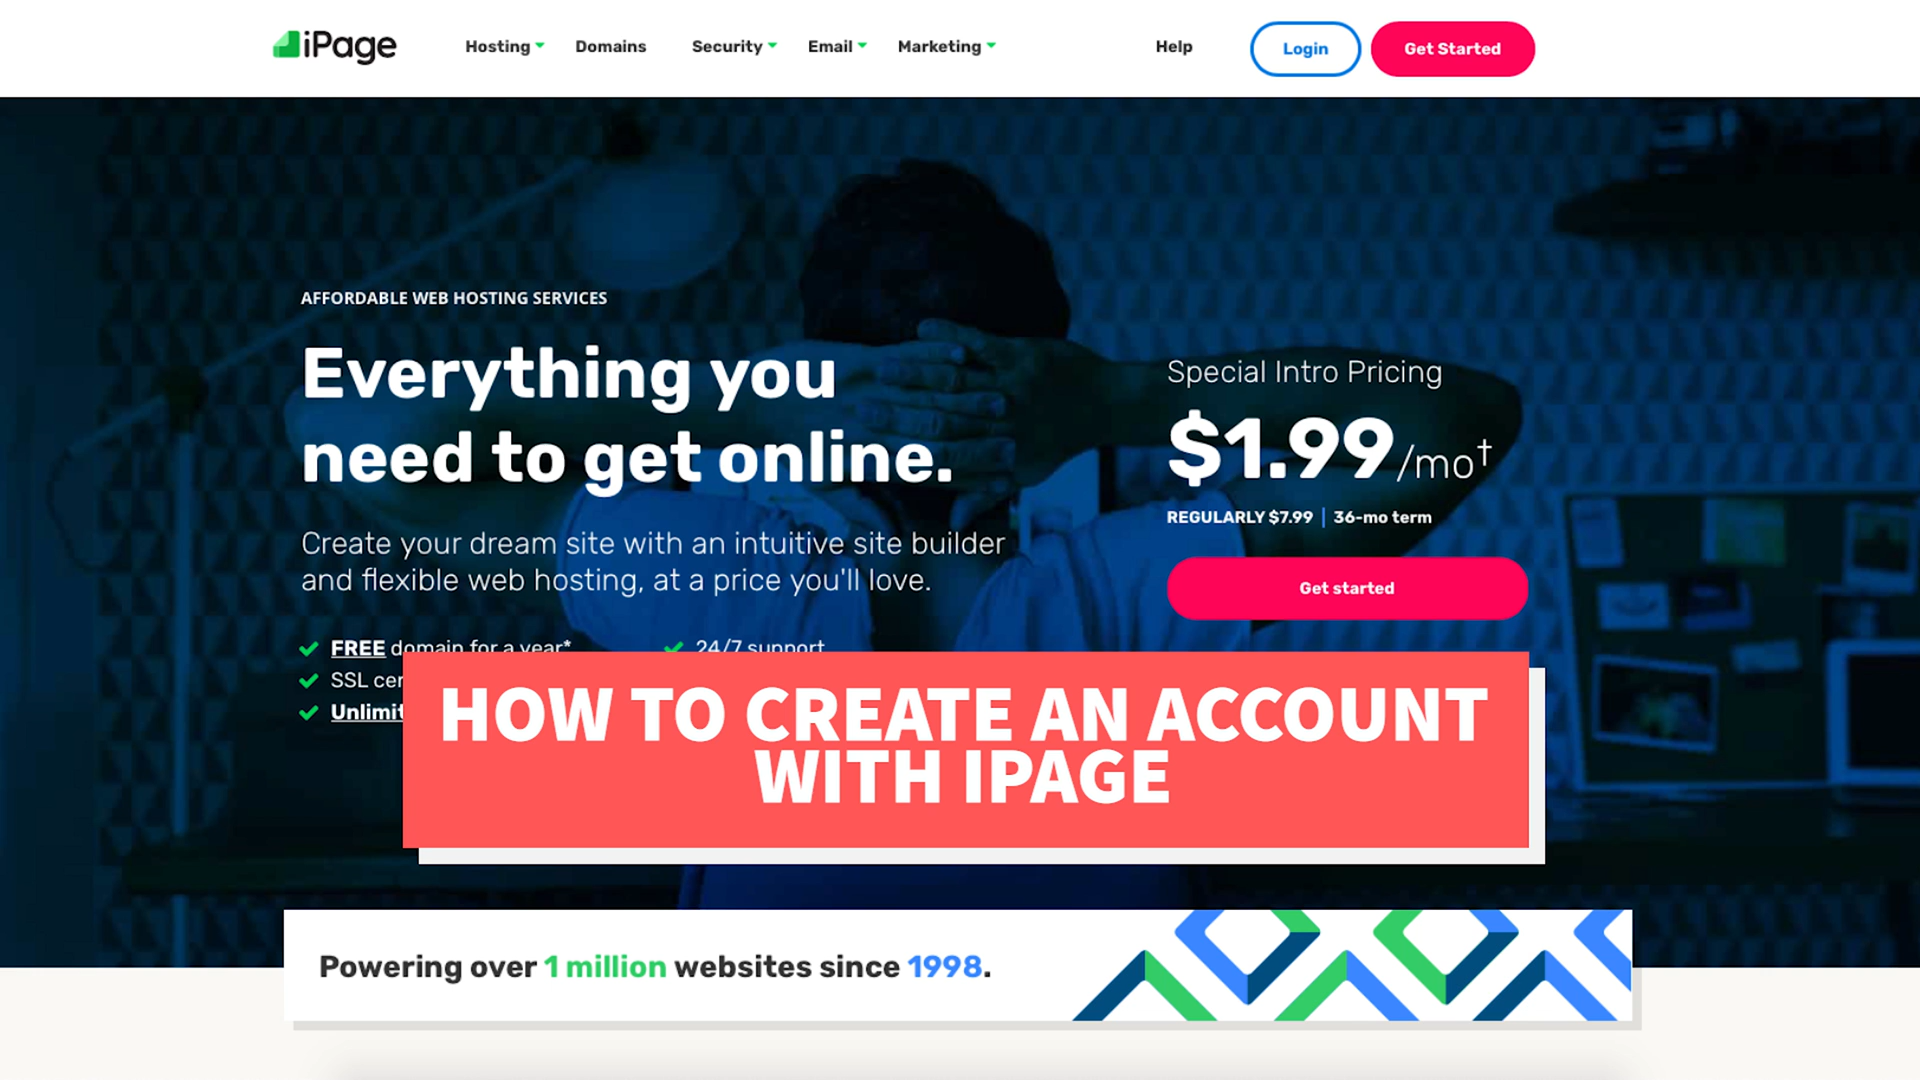 iPage
Hosting Domains Security Email Marketing Help Login Get Started
AFFORDABLE WEB HOSTING SERVICES
Everything you
need to get online.
Create your dream site with an intuitive site builder
and flexible web hosting, at a price you'll love.
FREE domain for a year*
24/7 support
SSL cer
Unlimit
Special Intro Pricing
$1.99/mo†
REGULARLY $7.99 | 36-mo term
Get started
HOW TO CREATE AN ACCOUNT
WITH IPAGE
Powering over 1 million websites since 1998.